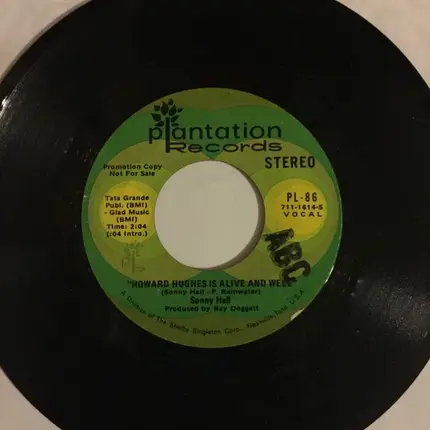 plantation
Records
STEREO
Promotion Copy
Not For Sale
PL-86
711-1614-S
VOCAL
Tata Grande
Publ. (BMI)
- Glad Music
(BMI)
Time: 2:04
(:04 Intro.)
ABC
"HOWARD HUGHES IS ALIVE AND WELL"
(Sonny Hall - P. Rainwater)
Sonny Hall
Produced by Ray Doggett
A Division of The Shelby Singleton Corp., Nashville, Tenn. U.S.A.